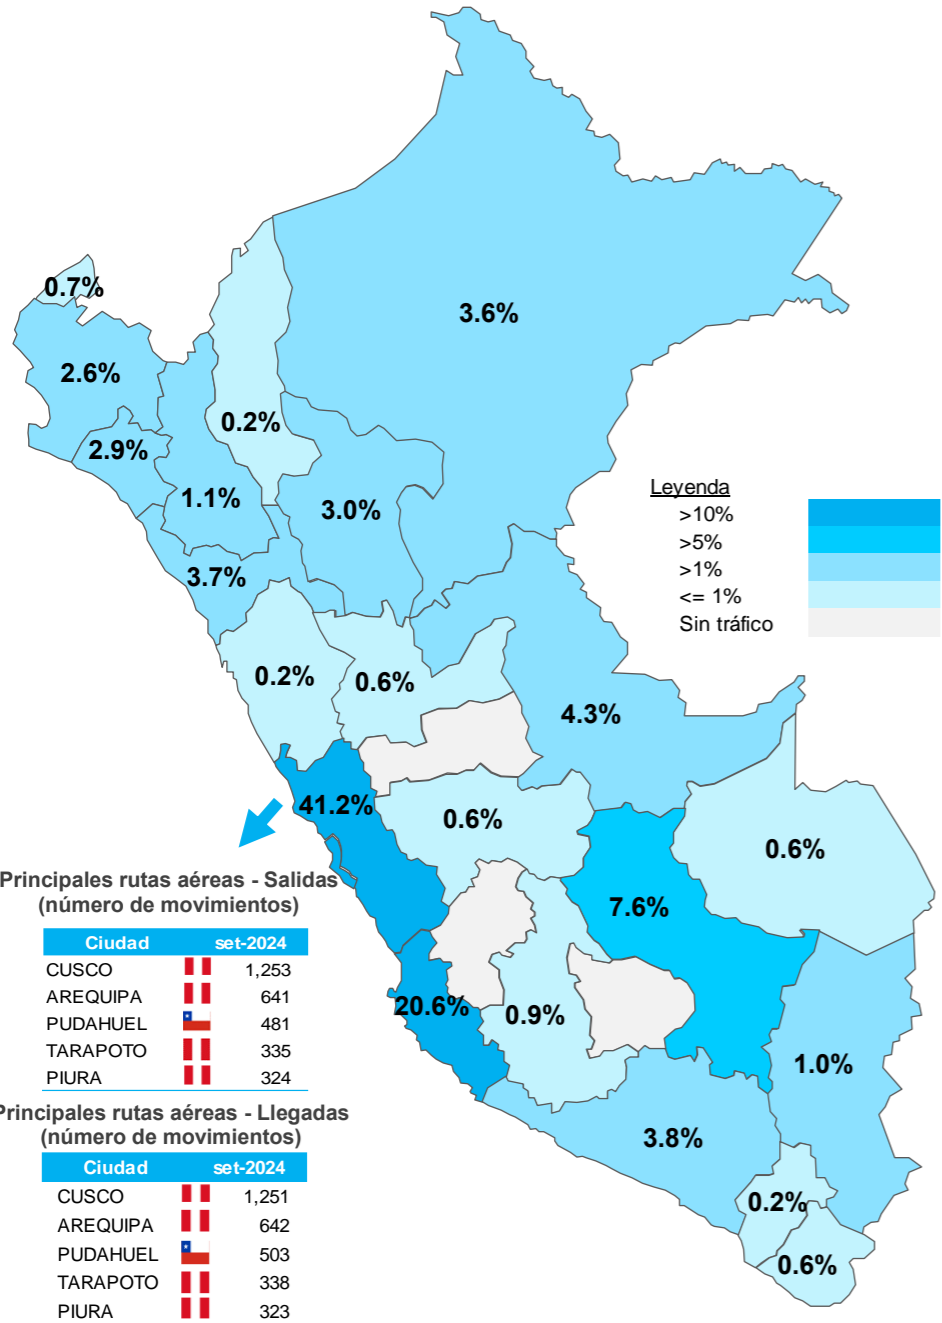 0.7%
3.6%
2.6%
0.2%
2.9%
1.1%
3.0%
Leyenda
>10%
>5%
>1%
<= 1%
Sin tráfico
3.7%
0.2%
0.6%
4.3%
41.2%
0.6%
0.6%
7.6%
20.6%
0.9%
1.0%
3.8%
0.2%
0.6%
Principales rutas aéreas - Salidas
(número de movimientos)
Ciudad set-2024
CUSCO 1,253
AREQUIPA 641
PUDAHUEL 481
TARAPOTO 335
PIURA 324
Principales rutas aéreas - Llegadas
(número de movimientos)
Ciudad set-2024
CUSCO 1,251
AREQUIPA 642
PUDAHUEL 503
TARAPOTO 338
PIURA 323